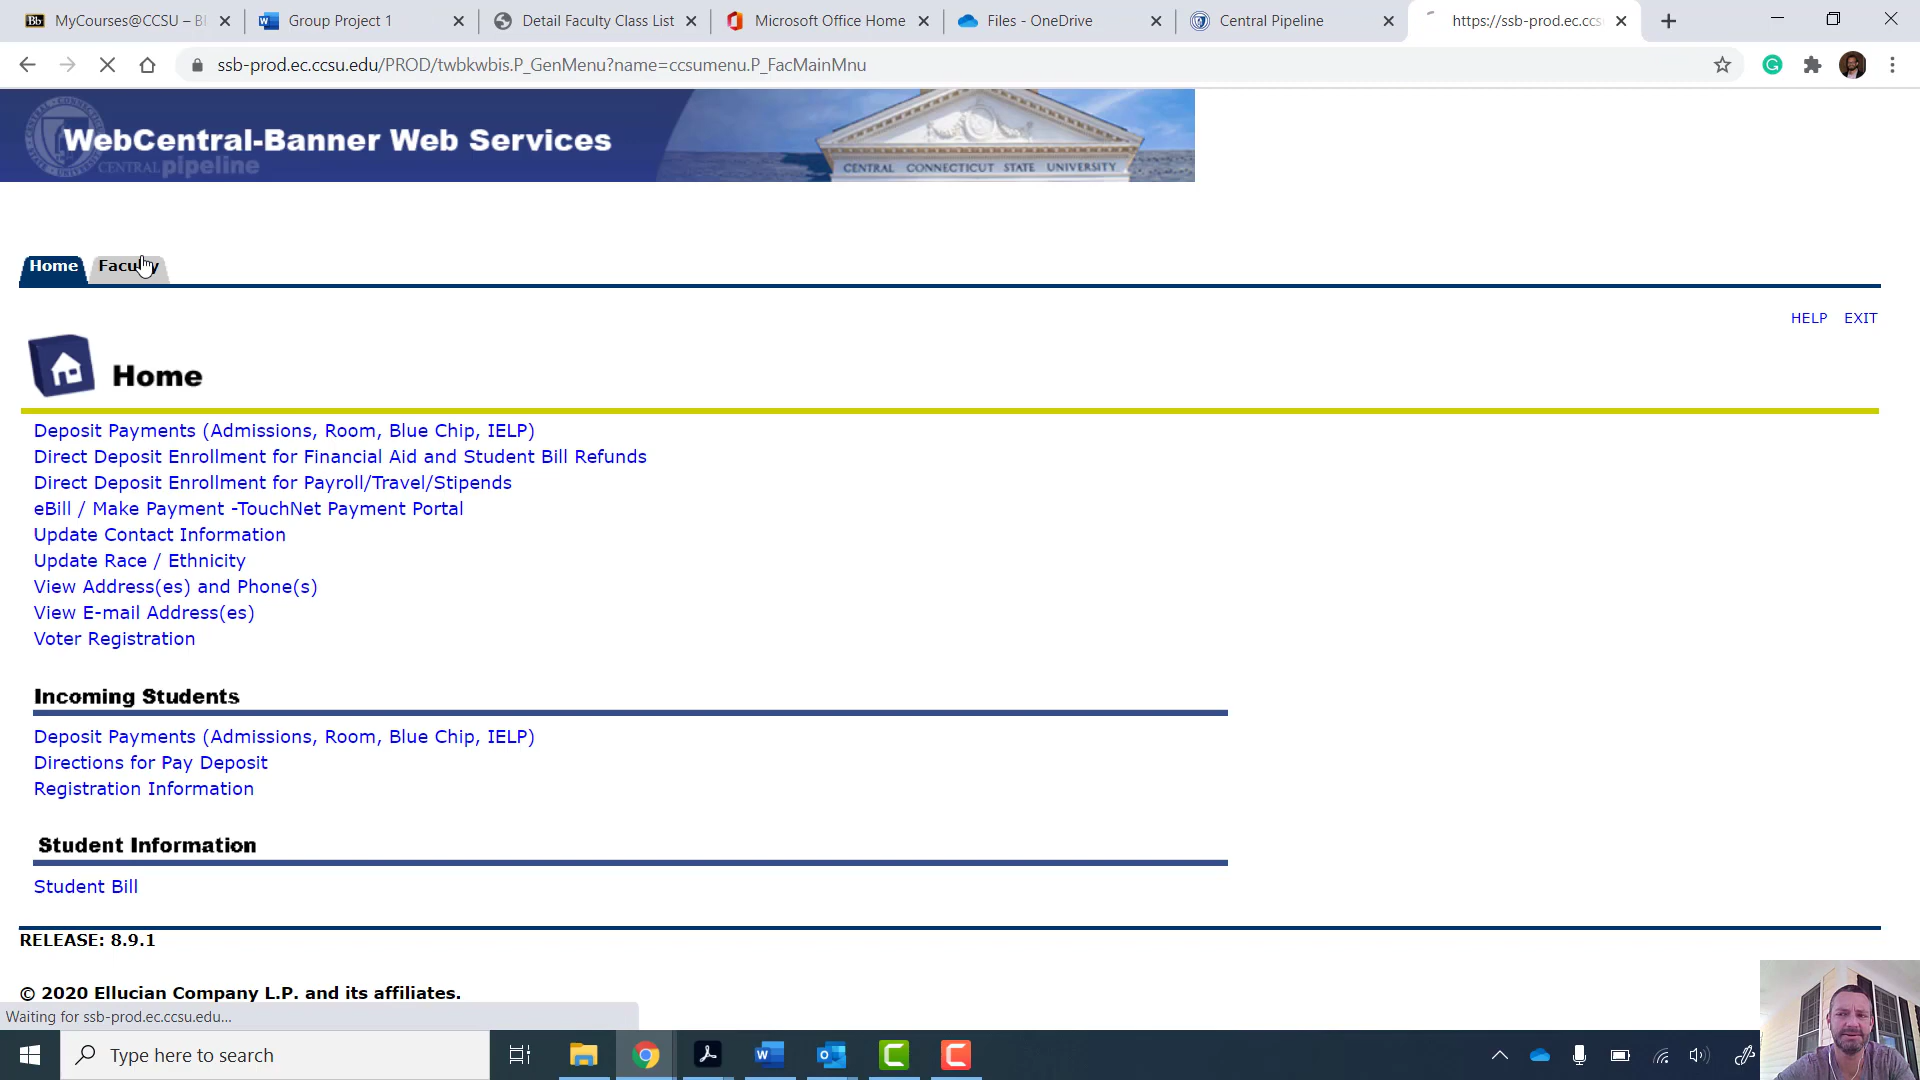 MyCourses@CCSU – Bl
Group Project 1
Detail Faculty Class List
Microsoft Office Home
Files - OneDrive
Central Pipeline
https://ssb-prod.ec.ccs
ssb-prod.ec.ccsu.edu/PROD/twbkwbis.P_GenMenu?name=ccsumenu.P_FacMainMnu
WebCentral-Banner Web Services
CENTRAL pipeline
CENTRAL CONNECTICUT STATE UNIVERSITY
Home
Faculty
HELP
EXIT
Home
Deposit Payments (Admissions, Room, Blue Chip, IELP)
Direct Deposit Enrollment for Financial Aid and Student Bill Refunds
Direct Deposit Enrollment for Payroll/Travel/Stipends
eBill / Make Payment -TouchNet Payment Portal
Update Contact Information
Update Race / Ethnicity
View Address(es) and Phone(s)
View E-mail Address(es)
Voter Registration
Incoming Students
Deposit Payments (Admissions, Room, Blue Chip, IELP)
Directions for Pay Deposit
Registration Information
Student Information
Student Bill
RELEASE: 8.9.1
© 2020 Ellucian Company L.P. and its affiliates.
Waiting for ssb-prod.ec.ccsu.edu...
Type here to search